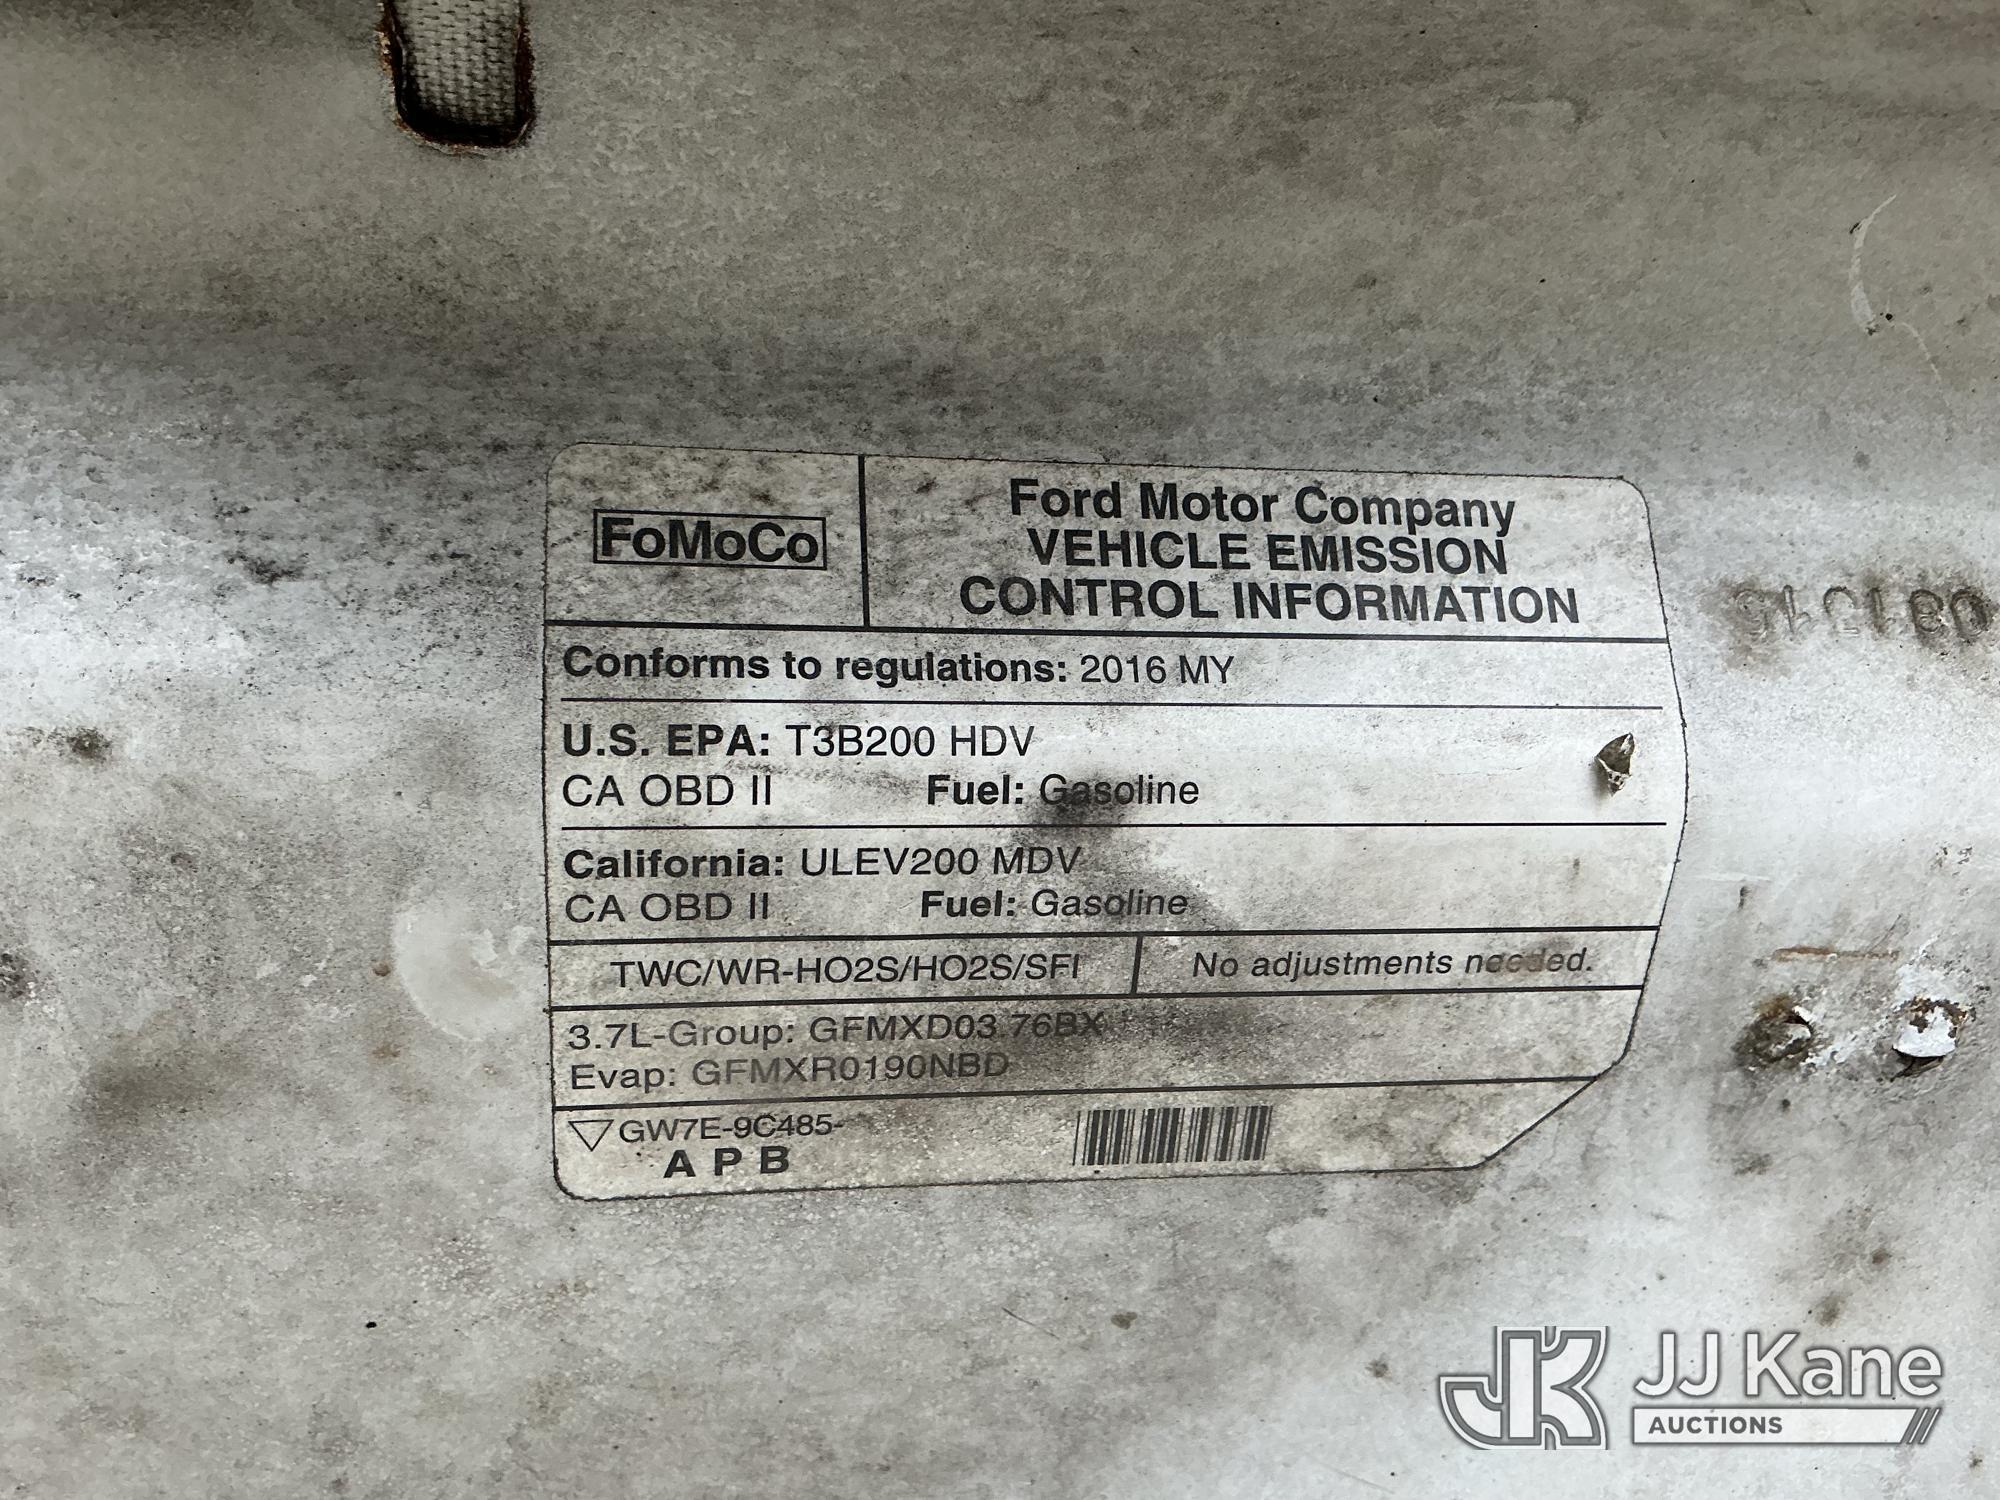 FoMoCo
Ford Motor Company
VEHICLE EMISSION
CONTROL INFORMATION
Conforms to regulations: 2016 MY
U.S. EPA: T3B200 HDV
CA OBD II Fuel: Gasoline
California: ULEV200 MDV
CA OBD II Fuel: Gasoline
TWC/WR-HO2S/HO2S/SFI No adjustments needed.
3.7L-Group: GFMXD03.76BX
Evap: GFMXR0190NBD
GW7E-9C485-
A P B
JK JJ Kane
AUCTIONS